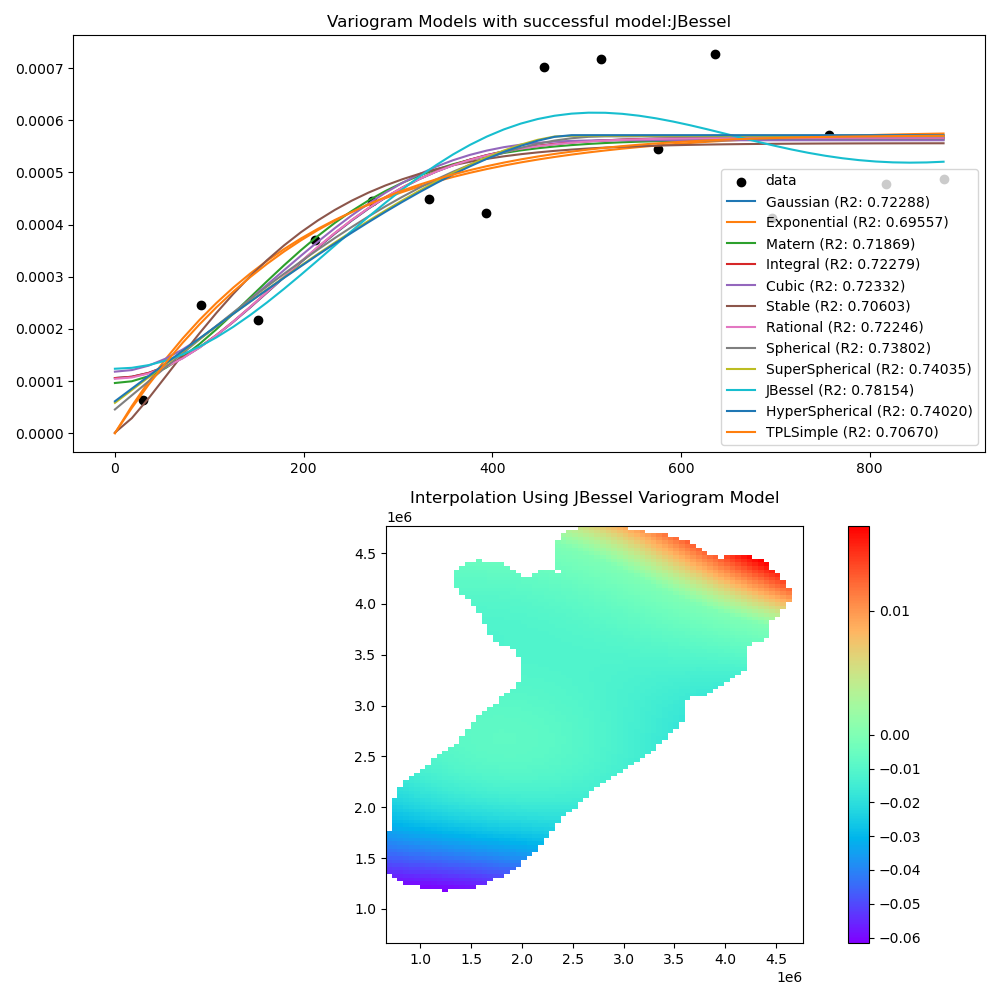 Variogram Models with successful model:JBessel
0.0007
0.0006
0.0005
0.0004
0.0003
0.0002
0.0001
0.0000
data
Gaussian (R2: 0.72288)
Exponential (R2: 0.69557)
Matern (R2: 0.71869)
Integral (R2: 0.72279)
Cubic (R2: 0.72332)
Stable (R2: 0.70603)
Rational (R2: 0.72246)
Spherical (R2: 0.73802)
SuperSpherical (R2: 0.74035)
JBessel (R2: 0.78154)
HyperSpherical (R2: 0.74020)
TPLSimple (R2: 0.70670)
0 200 400 600 800
Interpolation Using JBessel Variogram Model
1e6
4.5
4.0
3.5
3.0
2.5
2.0
1.5
1.0
1.0 1.5 2.0 2.5 3.0 3.5 4.0 4.5
1e6
0.01
0.00
−0.01
−0.02
−0.03
−0.04
−0.05
−0.06